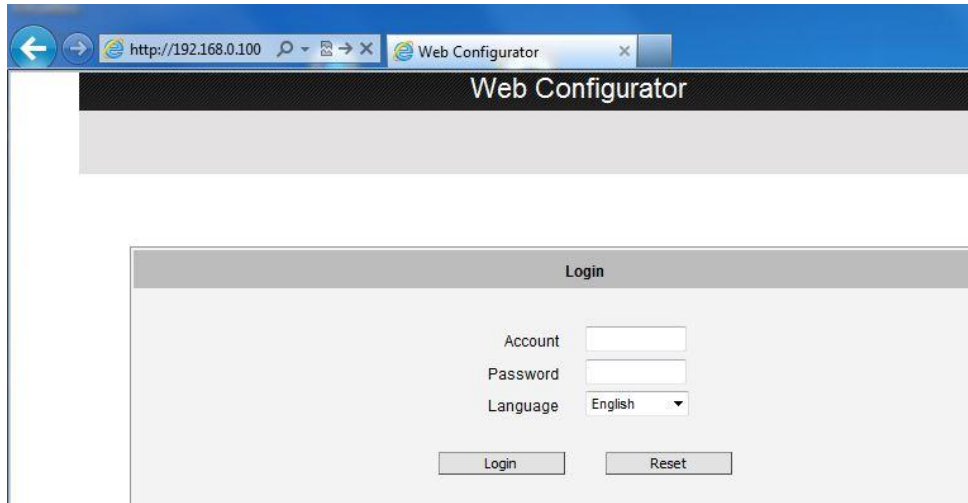 http://192.168.0.100 Web Configurator
Web Configurator
Login
Account
Password
Language English
Login Reset